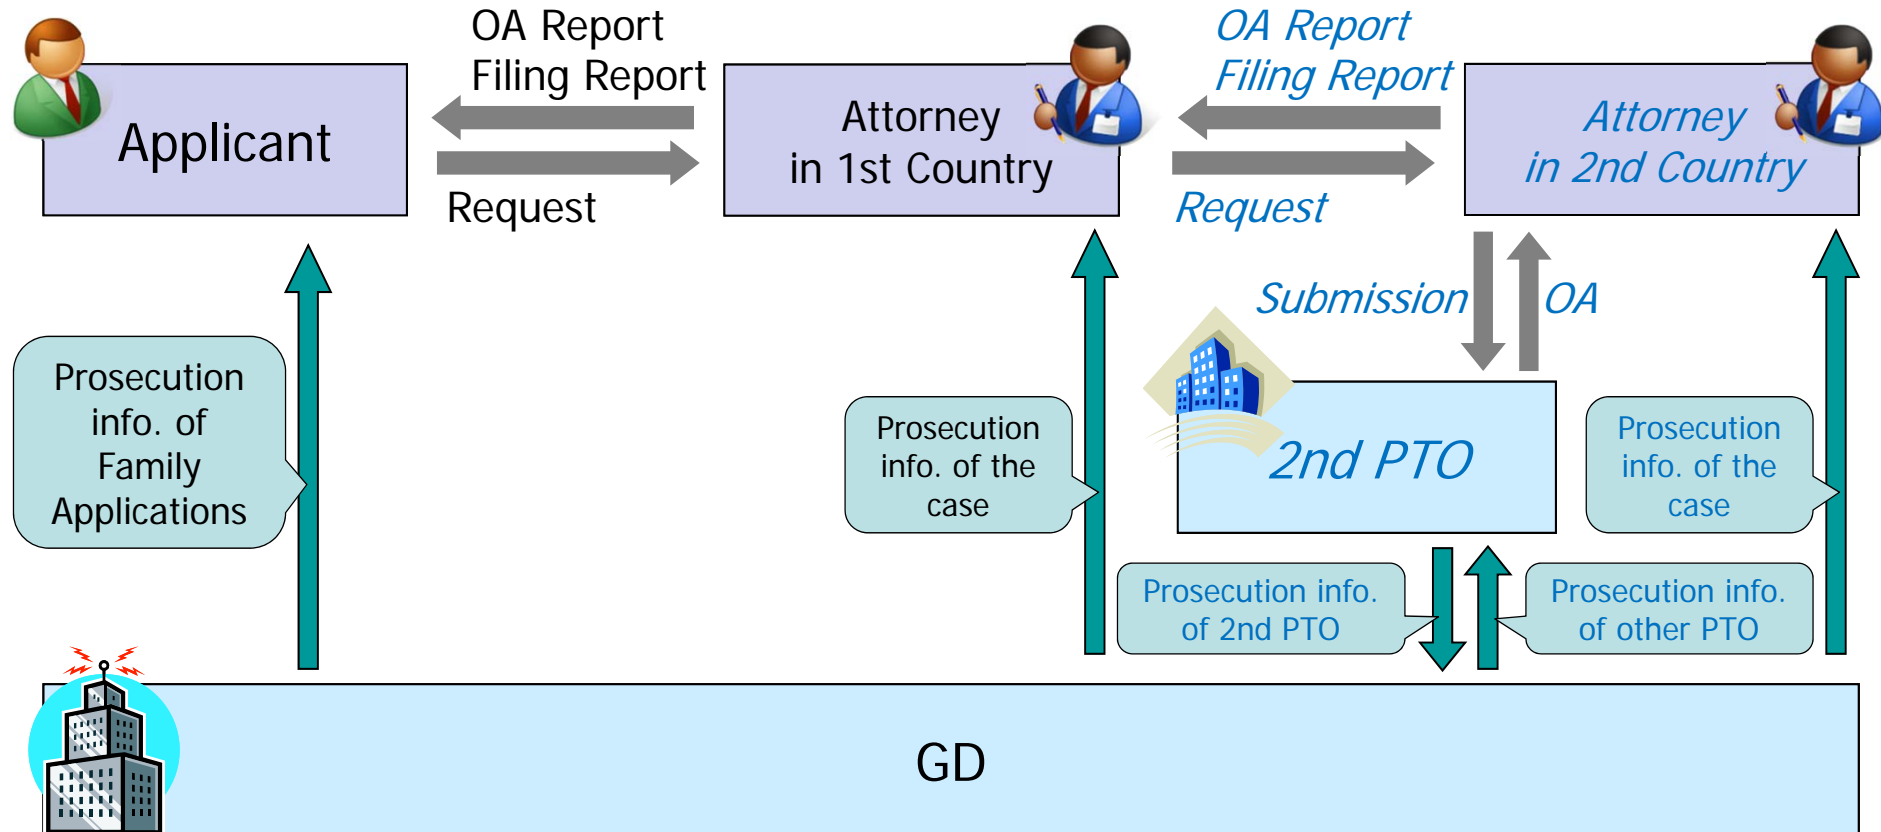 OA Report
Filing Report
OA Report
Filing Report
Applicant
Attorney
in 1st Country
Attorney
in 2nd Country
Request
Request
Submission
OA
Prosecution
info. of
Family
Applications
Prosecution
info. of the
case
2nd PTO
Prosecution
info. of the
case
Prosecution info.
of 2nd PTO
Prosecution info.
of other PTO
GD